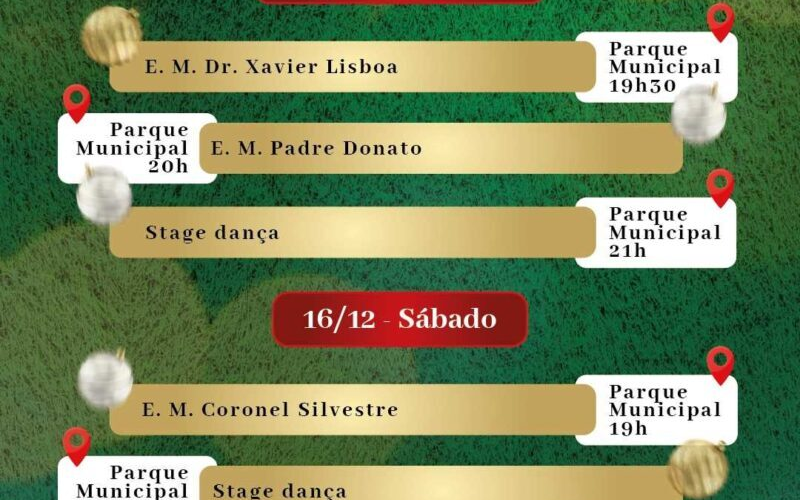 E. M. Dr. Xavier Lisboa
Parque
Municipal
19h30
Parque
Municipal
20h
E. M. Padre Donato
Stage dança
Parque
Municipal
21h
16/12 - Sábado
E. M. Coronel Silvestre
Parque
Municipal
19h
Parque
Municipal
Stage dança